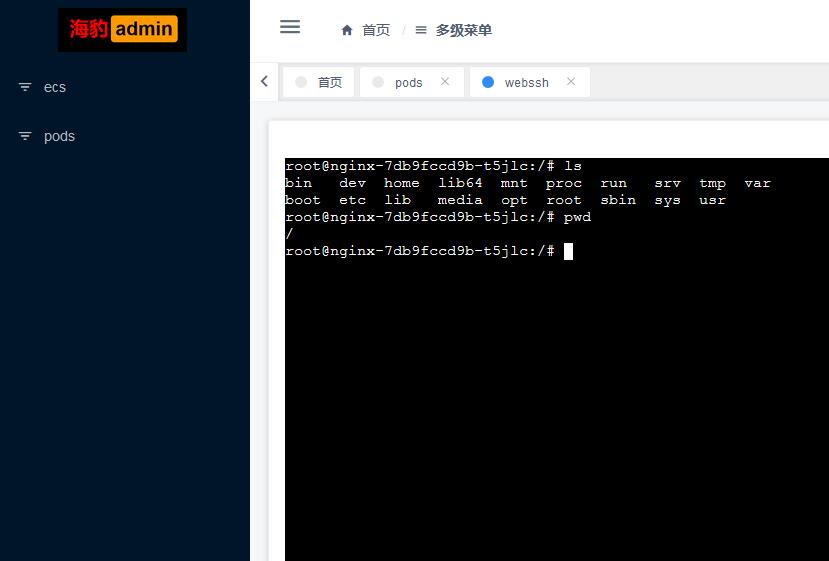 海豹 admin
首页 / 多级菜单
首页 pods webssh
ecs
pods
root@nginx-7db9fccd9b-t5jlc:/# ls
bin dev home lib64 mnt proc run srv tmp var
boot etc lib media opt root sbin sys usr
root@nginx-7db9fccd9b-t5jlc:/# pwd
/
root@nginx-7db9fccd9b-t5jlc:/#